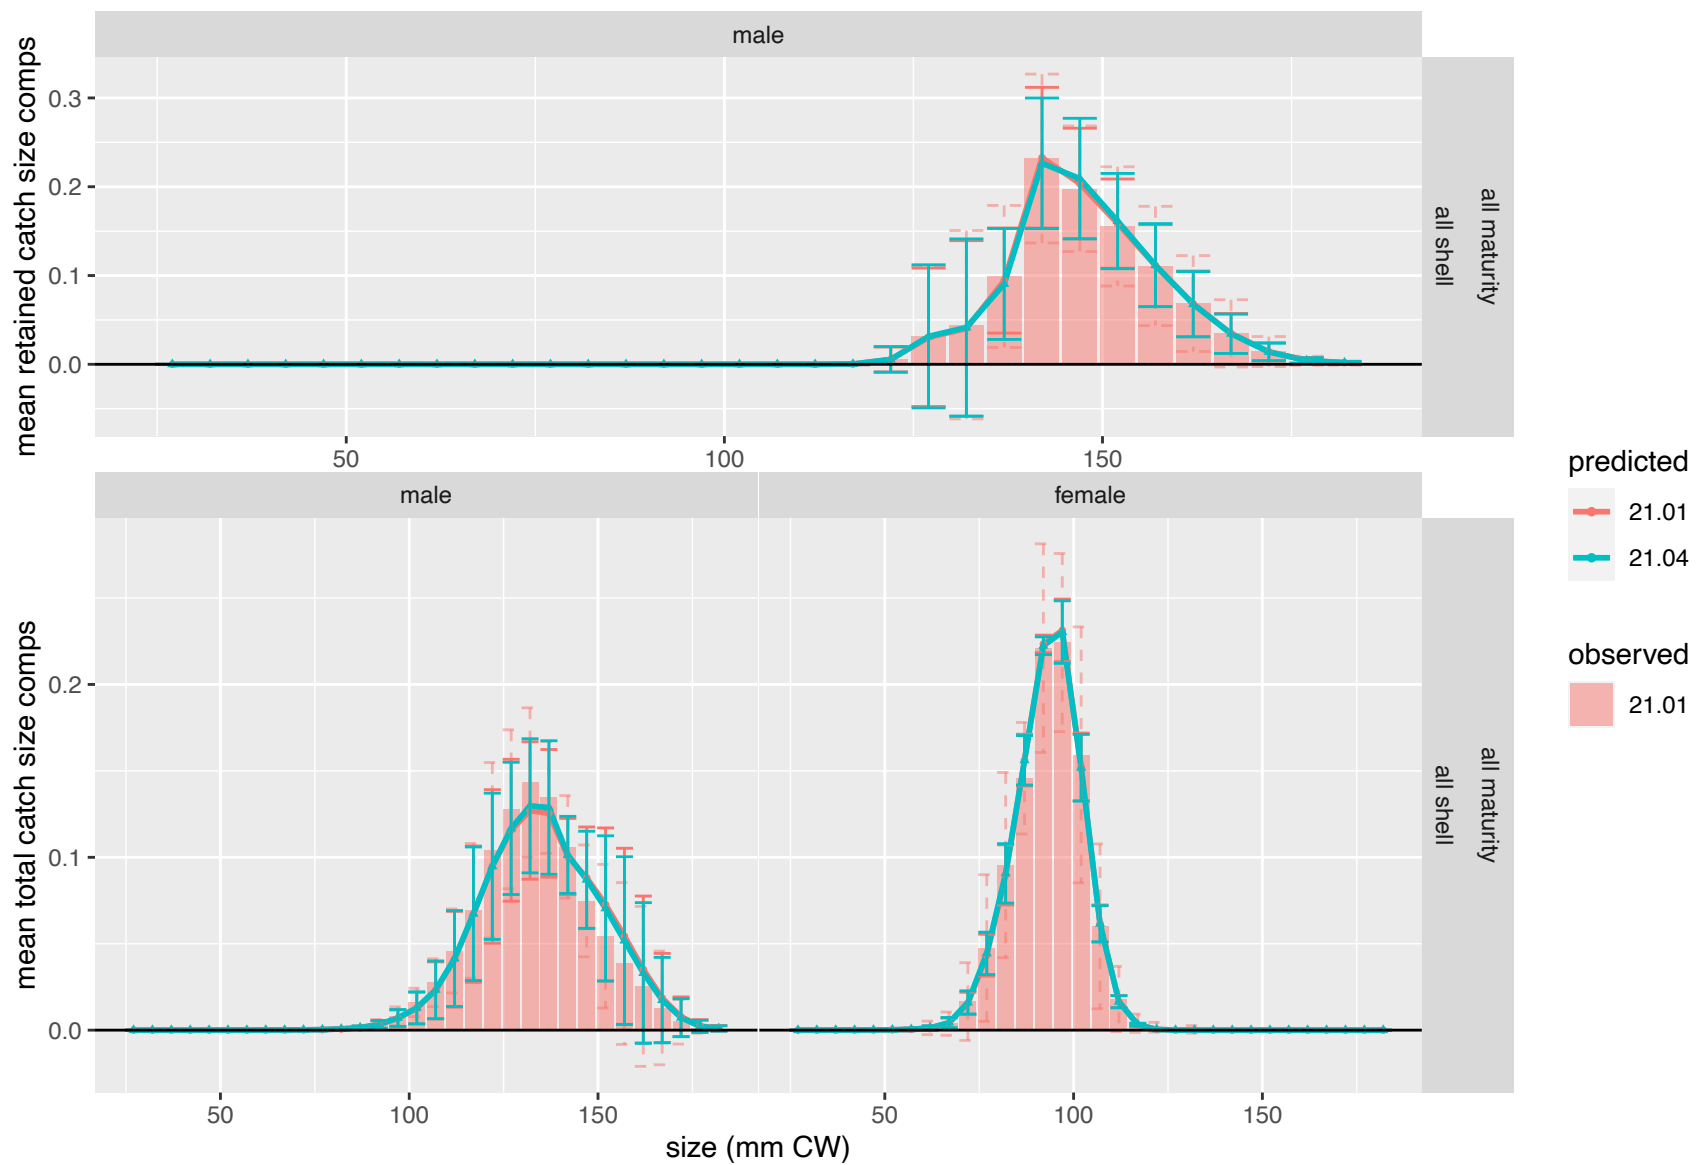 male
mean retained catch size comps
0.3
0.2
0.1
0.0
all maturity
all shell
50
100
150
male
female
mean total catch size comps
0.2
0.1
0.0
all maturity
all shell
50
100
150
50
100
150
size (mm CW)
predicted
21.01
21.04
observed
21.01